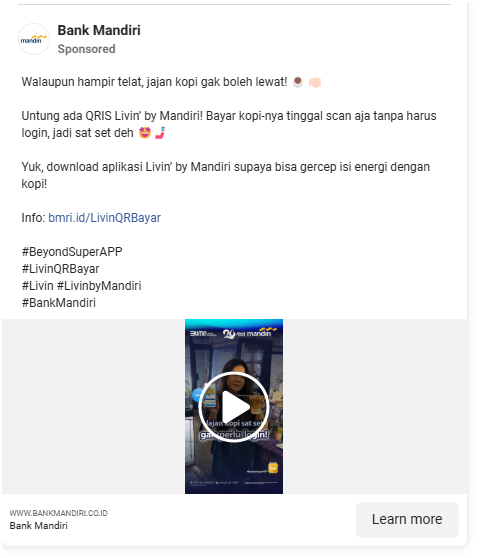 Bank Mandiri
mandiri
Sponsored
Walaupun hampir telat, jajan kopi gak boleh lewat! ☕👊🏻
Untung ada QRIS Livin’ by Mandiri! Bayar kopi-nya tinggal scan aja tanpa harus
login, jadi sat set deh 🤩🤳
Yuk, download aplikasi Livin’ by Mandiri supaya bisa gercep isi energi dengan
kopi!
Info: bmri.id/LivinQRBayar
#BeyondSuperAPP
#LivinQRBayar
#Livin #LivinbyMandiri
#BankMandiri
BUMN mandiri
Jajan kopi sat set
gak perlu login!
WWW.BANKMANDIRI.CO.ID
Bank Mandiri
Learn more